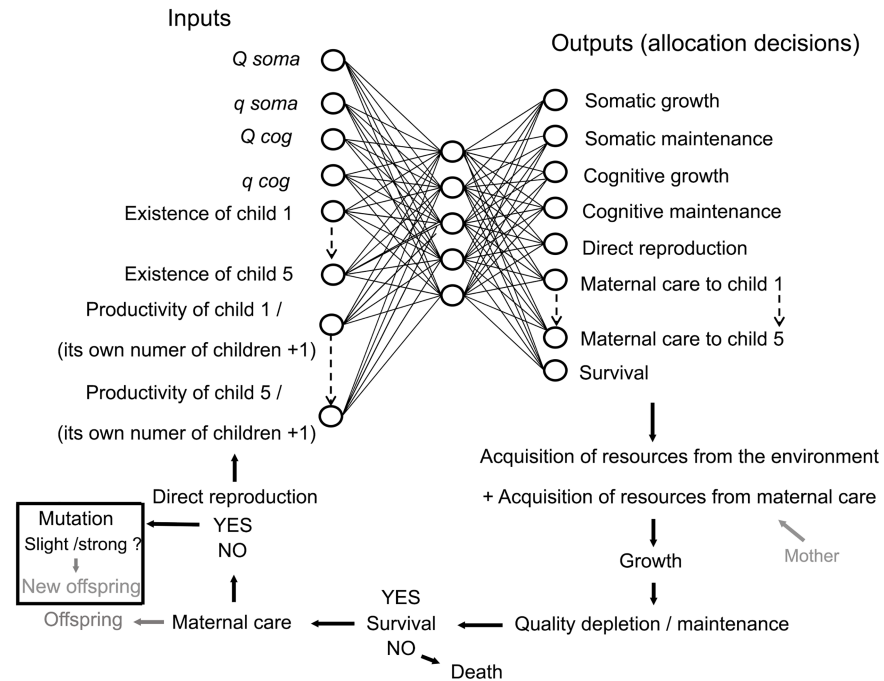 Inputs
Outputs (allocation decisions)
Q soma
q soma
Q cog
q cog
Existence of child 1
Existence of child 5
Productivity of child 1 /
(its own numer of children +1)
Productivity of child 5 /
(its own numer of children +1)
Somatic growth
Somatic maintenance
Cognitive growth
Cognitive maintenance
Direct reproduction
Maternal care to child 1
Maternal care to child 5
Survival
Acquisition of resources from the environment
+ Acquisition of resources from maternal care
Mother
Growth
Quality depletion / maintenance
YES
Survival
NO
Death
Maternal care
Offspring
Direct reproduction
YES
NO
Mutation
Slight /strong ?
New offspring